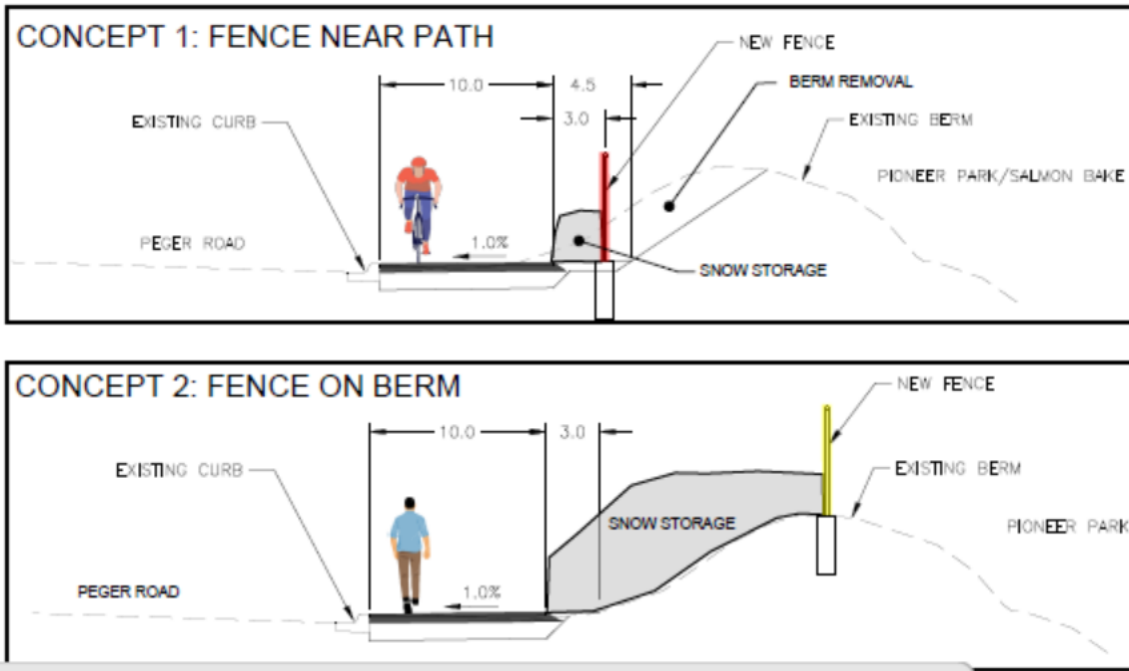 CONCEPT 1: FENCE NEAR PATH
NEW FENCE
10.0
4.5
BERM REMOVAL
3.0
EXISTING CURB
EXISTING BERM
PIONEER PARK/SALMON BAKE
PEGER ROAD
1.0%
SNOW STORAGE
CONCEPT 2: FENCE ON BERM
NEW FENCE
10.0
3.0
EXISTING CURB
EXISTING BERM
SNOW STORAGE
PIONEER PARK
PEGER ROAD
1.0%